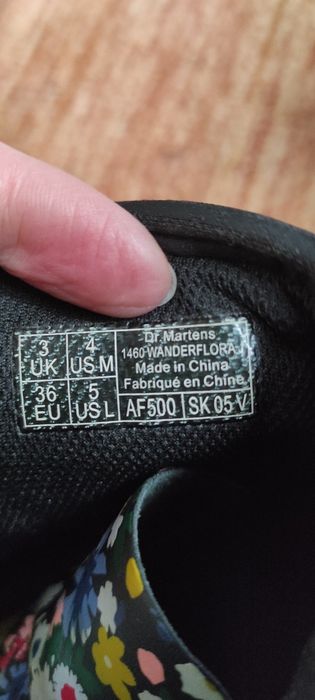 3 UK
4 US M
36 EU
5 US L
Dr.Martens
1460 WANDERFLORA J
Made in China
Fabriqué en Chine
AF500
SK 05 V